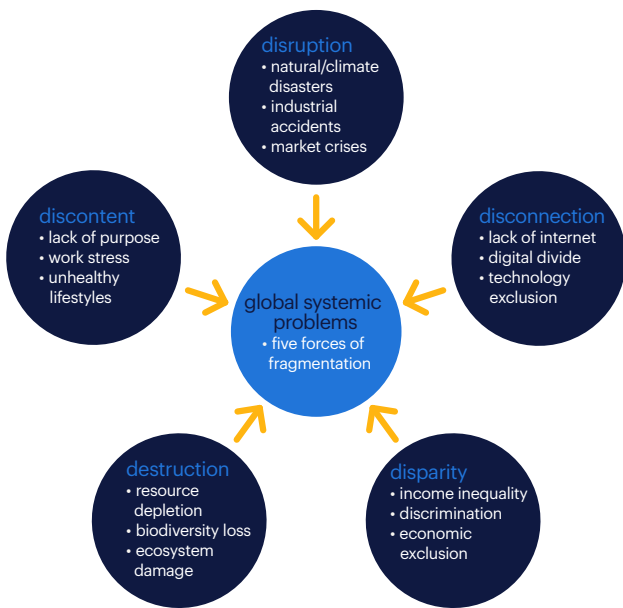 disruption
• natural/climate
disasters
• industrial
accidents
• market crises
discontent
• lack of purpose
• work stress
• unhealthy
lifestyles
disconnection
• lack of internet
• digital divide
• technology
exclusion
global systemic
problems
• five forces of
fragmentation
destruction
• resource
depletion
• biodiversity loss
• ecosystem
damage
disparity
• income inequality
• discrimination
• economic
exclusion